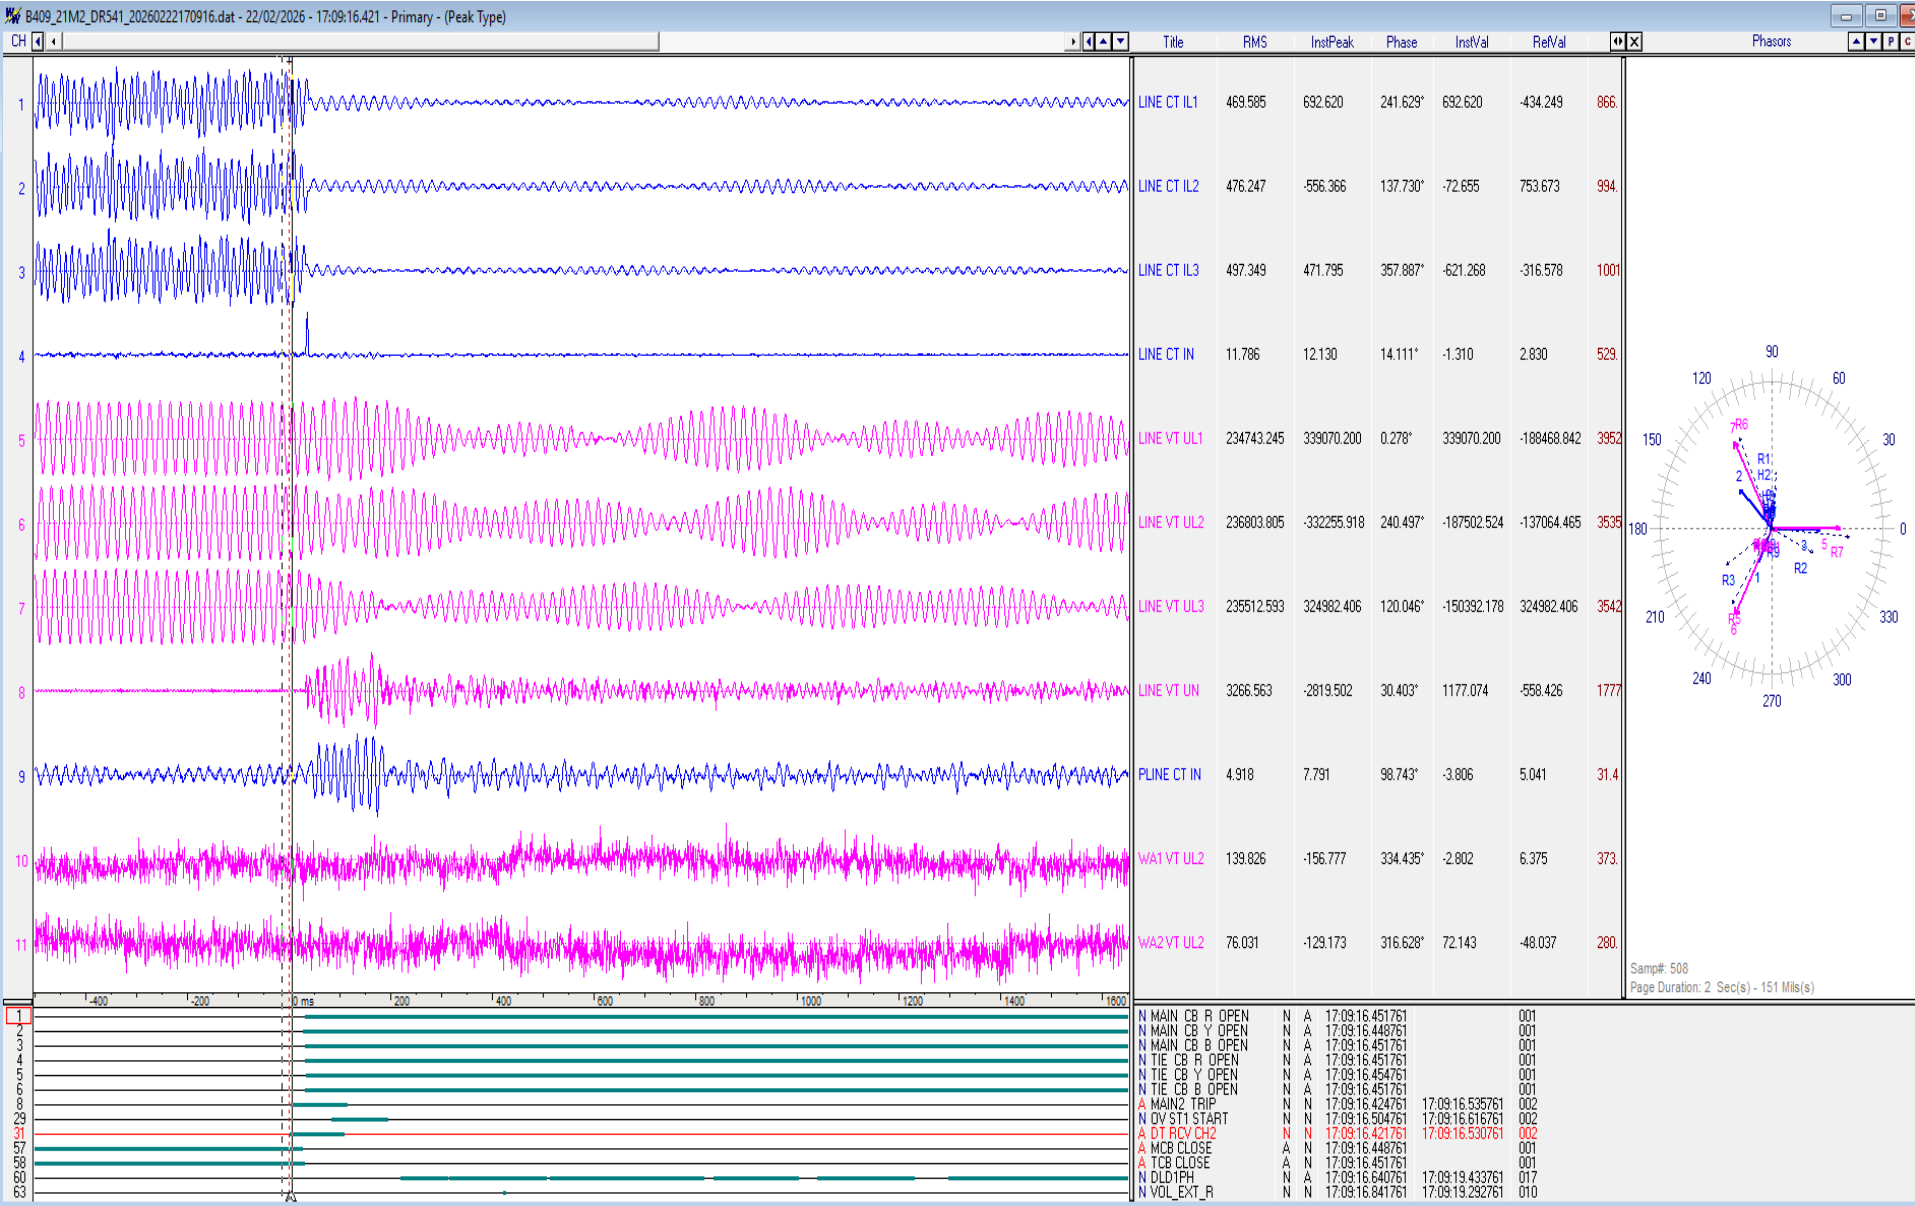 B409_21M2_DR541_20260222170916.dat - 22/02/2026 - 17:09:16.421 - Primary - (Peak Type)
CH Title RMS InstPeak Phase InstVal RefVal Phasors P C
1 LINE CT IL1 469.585 692.620 241.629° 692.620 -434.249 866.
2 LINE CT IL2 476.247 -556.366 137.730° -72.655 753.673 994.
3 LINE CT IL3 497.349 471.795 357.887° -621.268 -316.578 1001
4 LINE CT IN 11.786 12.130 14.111° -1.310 2.830 529.
5 LINE VT UL1 234743.245 339070.200 0.278° 339070.200 -188468.842 3952
6 LINE VT UL2 236803.805 -332255.918 240.497° -187502.524 -137064.465 3535
7 LINE VT UL3 235512.593 324982.406 120.046° -150392.178 324982.406 3542
8 LINE VT UN 3266.563 -2819.502 30.403° 1177.074 -558.426 1777
9 PLINE CT IN 4.918 7.791 98.743° -3.806 5.041 31.4
10 WA1 VT UL2 139.826 -156.777 334.435° -2.802 6.375 373.
11 WA2 VT UL2 76.031 -129.173 316.628° 72.143 -48.037 280.
90
120 60
7R6
150 R1 30
H2
2
180 0
5 R7
R3 1 R2
210 R5 330
6
240 300
270
Samp#: 508
Page Duration: 2 Sec(s) - 151 Mils(s)
-400 -200 0 ms 200 400 600 800 1000 1200 1400 1600
1 N MAIN CB R OPEN N A 17:09:16.451761 001
2 N MAIN CB Y OPEN N A 17:09:16.448761 001
3 N MAIN CB B OPEN N A 17:09:16.451761 001
4 N TIE CB R OPEN N A 17:09:16.451761 001
5 N TIE CB Y OPEN N A 17:09:16.454761 001
6 N TIE CB B OPEN N A 17:09:16.451761 001
8 A MAIN2 TRIP N N 17:09:16.424761 17:09:16.535761 002
29 N OV ST1 START N N 17:09:16.504761 17:09:16.616761 002
31 A DT RCV CH2 N N 17:09:16.421761 17:09:16.530761 002
57 A MCB CLOSE A N 17:09:16.448761 001
58 A TCB CLOSE A N 17:09:16.451761 001
60 N DLD1PH N A 17:09:16.640761 17:09:19.433761 017
63 N VOL_EXT_R N N 17:09:16.841761 17:09:19.292761 010